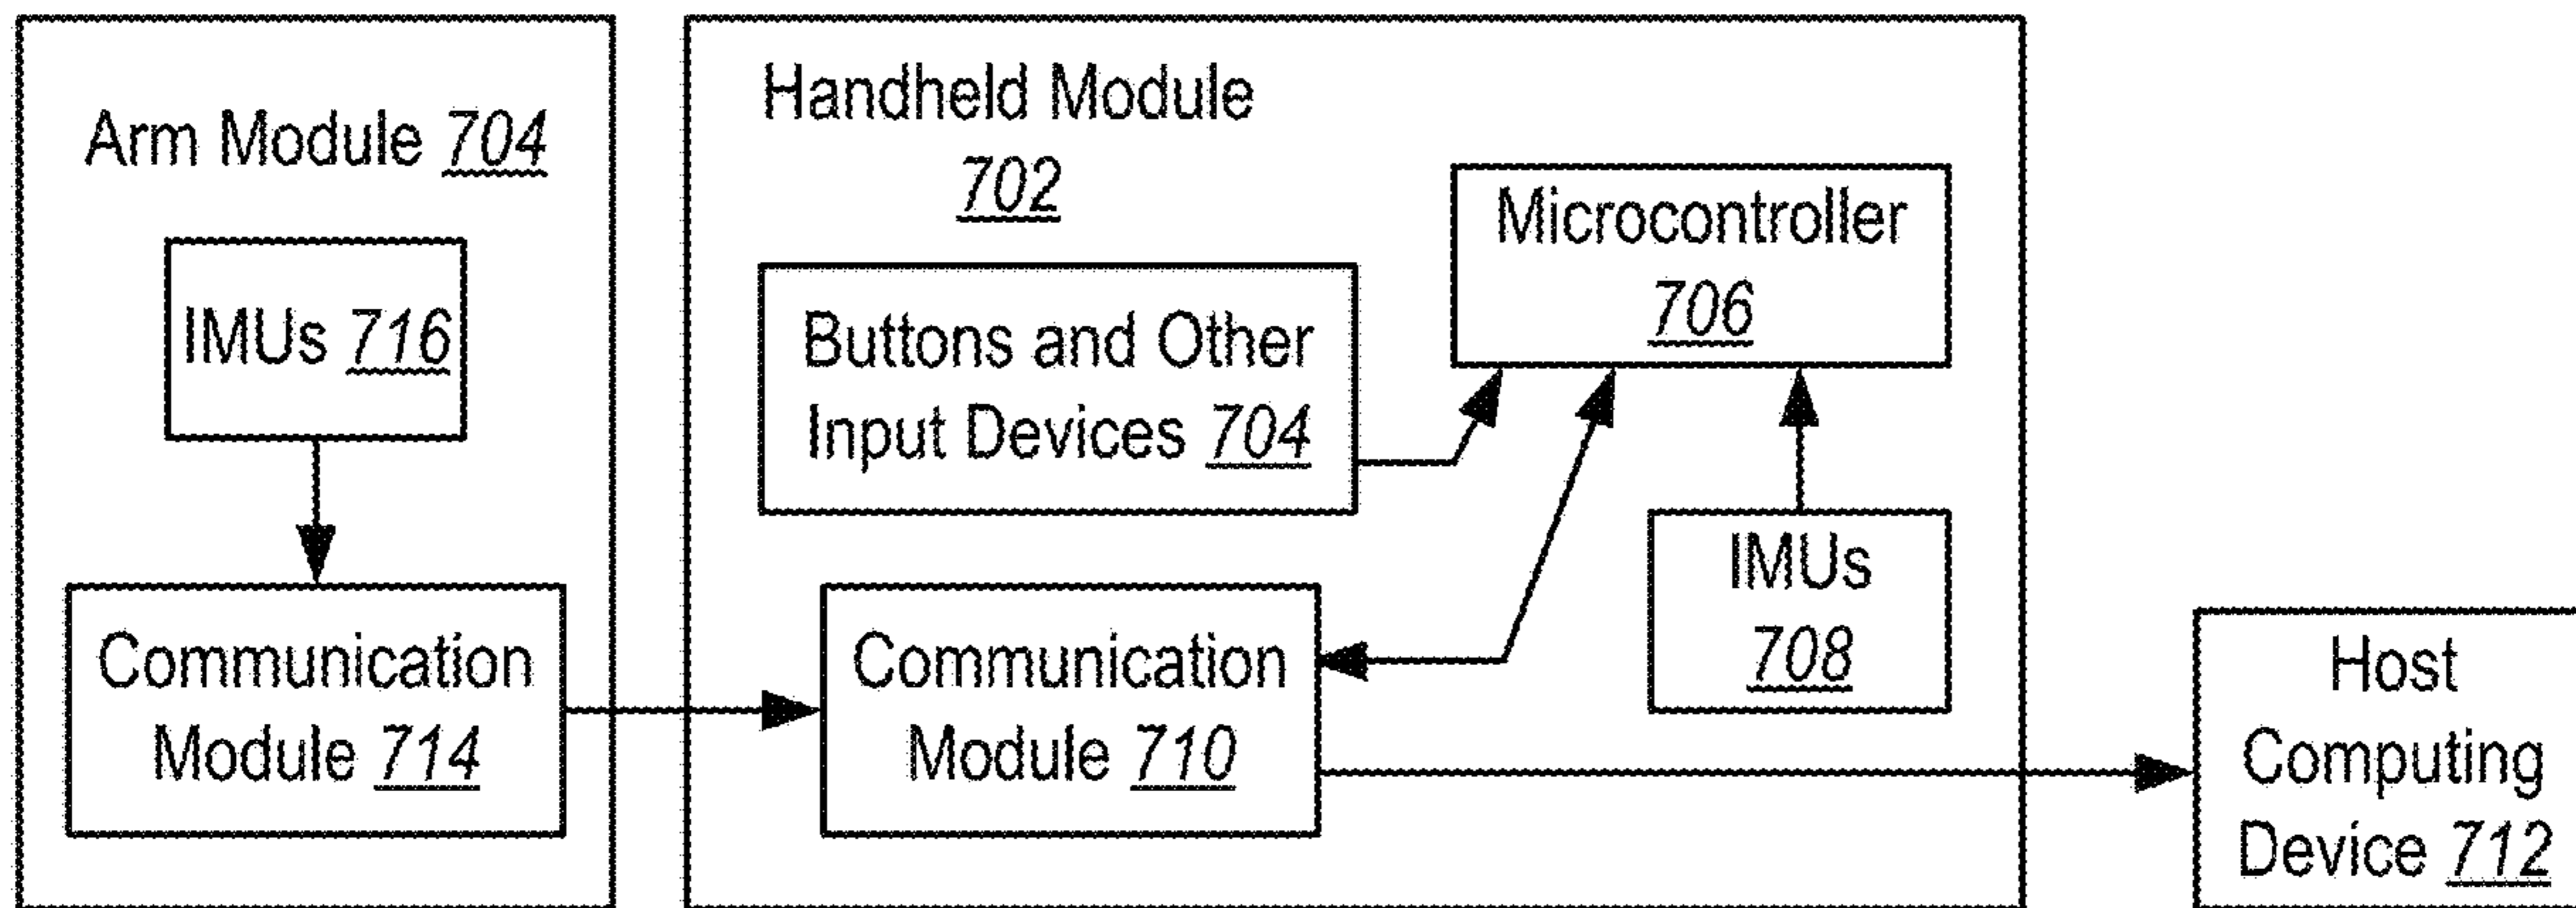 Arm Module 704
IMUs 716
Communication
Module 714
Handheld Module
702
Buttons and Other
Input Devices 704
Microcontroller
706
IMUs
708
Communication
Module 710
Host
Computing
Device 712